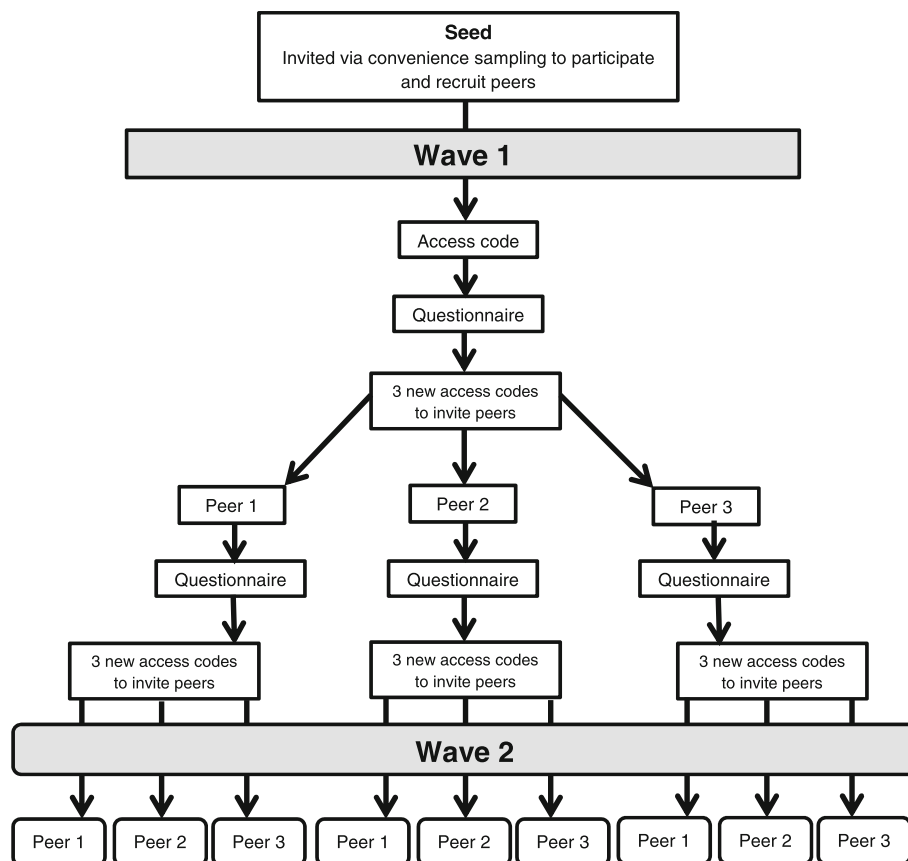 Seed
Invited via convenience sampling to participate
and recruit peers
Wave 1
Access code
Questionnaire
3 new access codes
to invite peers
Peer 1
Peer 2
Peer 3
Questionnaire
Questionnaire
Questionnaire
3 new access codes
to invite peers
3 new access codes
to invite peers
3 new access codes
to invite peers
Wave 2
Peer 1
Peer 2
Peer 3
Peer 1
Peer 2
Peer 3
Peer 1
Peer 2
Peer 3